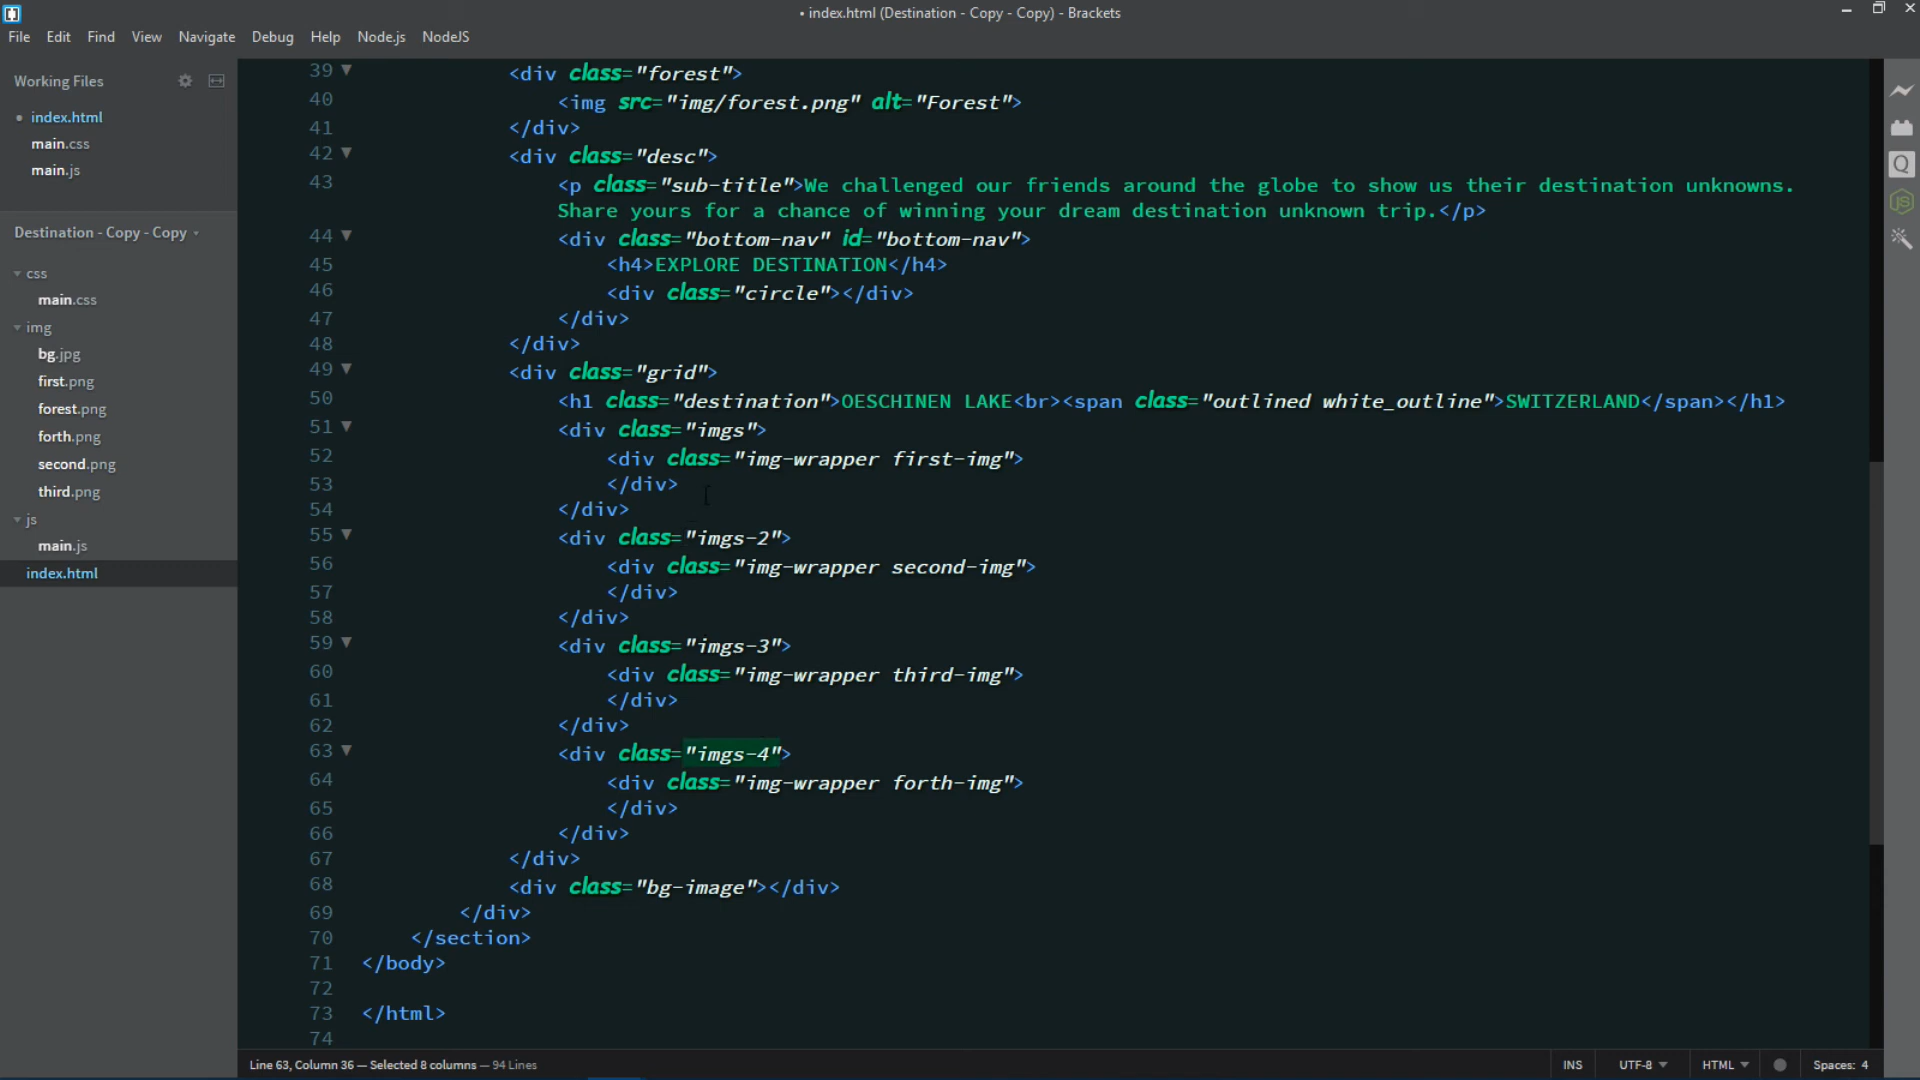 • index.html (Destination - Copy - Copy) - Brackets
File Edit Find View Navigate Debug Help Node.js NodeJS
Working Files
• index.html
main.css
main.js
Destination - Copy - Copy
css
main.css
img
bg.jpg
first.png
forest.png
forth.png
second.png
third.png
js
main.js
index.html
39 <div class="forest">
40 <img src="img/forest.png" alt="Forest">
41 </div>
42 <div class="desc">
43 <p class="sub-title">We challenged our friends around the globe to show us their destination unknowns.
Share yours for a chance of winning your dream destination unknown trip.</p>
44 <div class="bottom-nav" id="bottom-nav">
45 <h4>EXPLORE DESTINATION</h4>
46 <div class="circle"></div>
47 </div>
48 </div>
49 <div class="grid">
50 <h1 class="destination">OESCHINEN LAKE<br><span class="outlined white_outline">SWITZERLAND</span></h1>
51 <div class="imgs">
52 <div class="img-wrapper first-img">
53 </div>
54 </div>
55 <div class="imgs-2">
56 <div class="img-wrapper second-img">
57 </div>
58 </div>
59 <div class="imgs-3">
60 <div class="img-wrapper third-img">
61 </div>
62 </div>
63 <div class="imgs-4">
64 <div class="img-wrapper forth-img">
65 </div>
66 </div>
67 </div>
68 <div class="bg-image"></div>
69 </div>
70 </section>
71 </body>
72
73 </html>
74
Line 63, Column 36 — Selected 8 columns — 94 Lines
INS UTF-8 HTML Spaces: 4